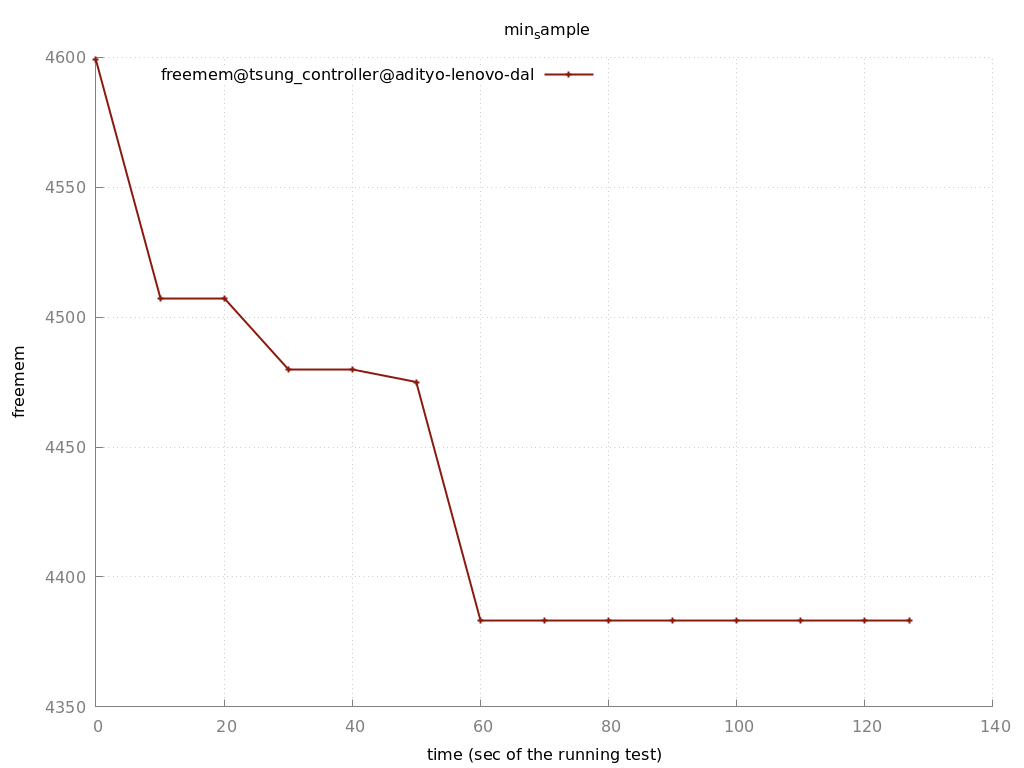 min_sample
4600
freemem@tsung_controller@adityo-lenovo-dal
4550
4500
4450
4400
4350
freemem
0 20 40 60 80 100 120 140
time (sec of the running test)